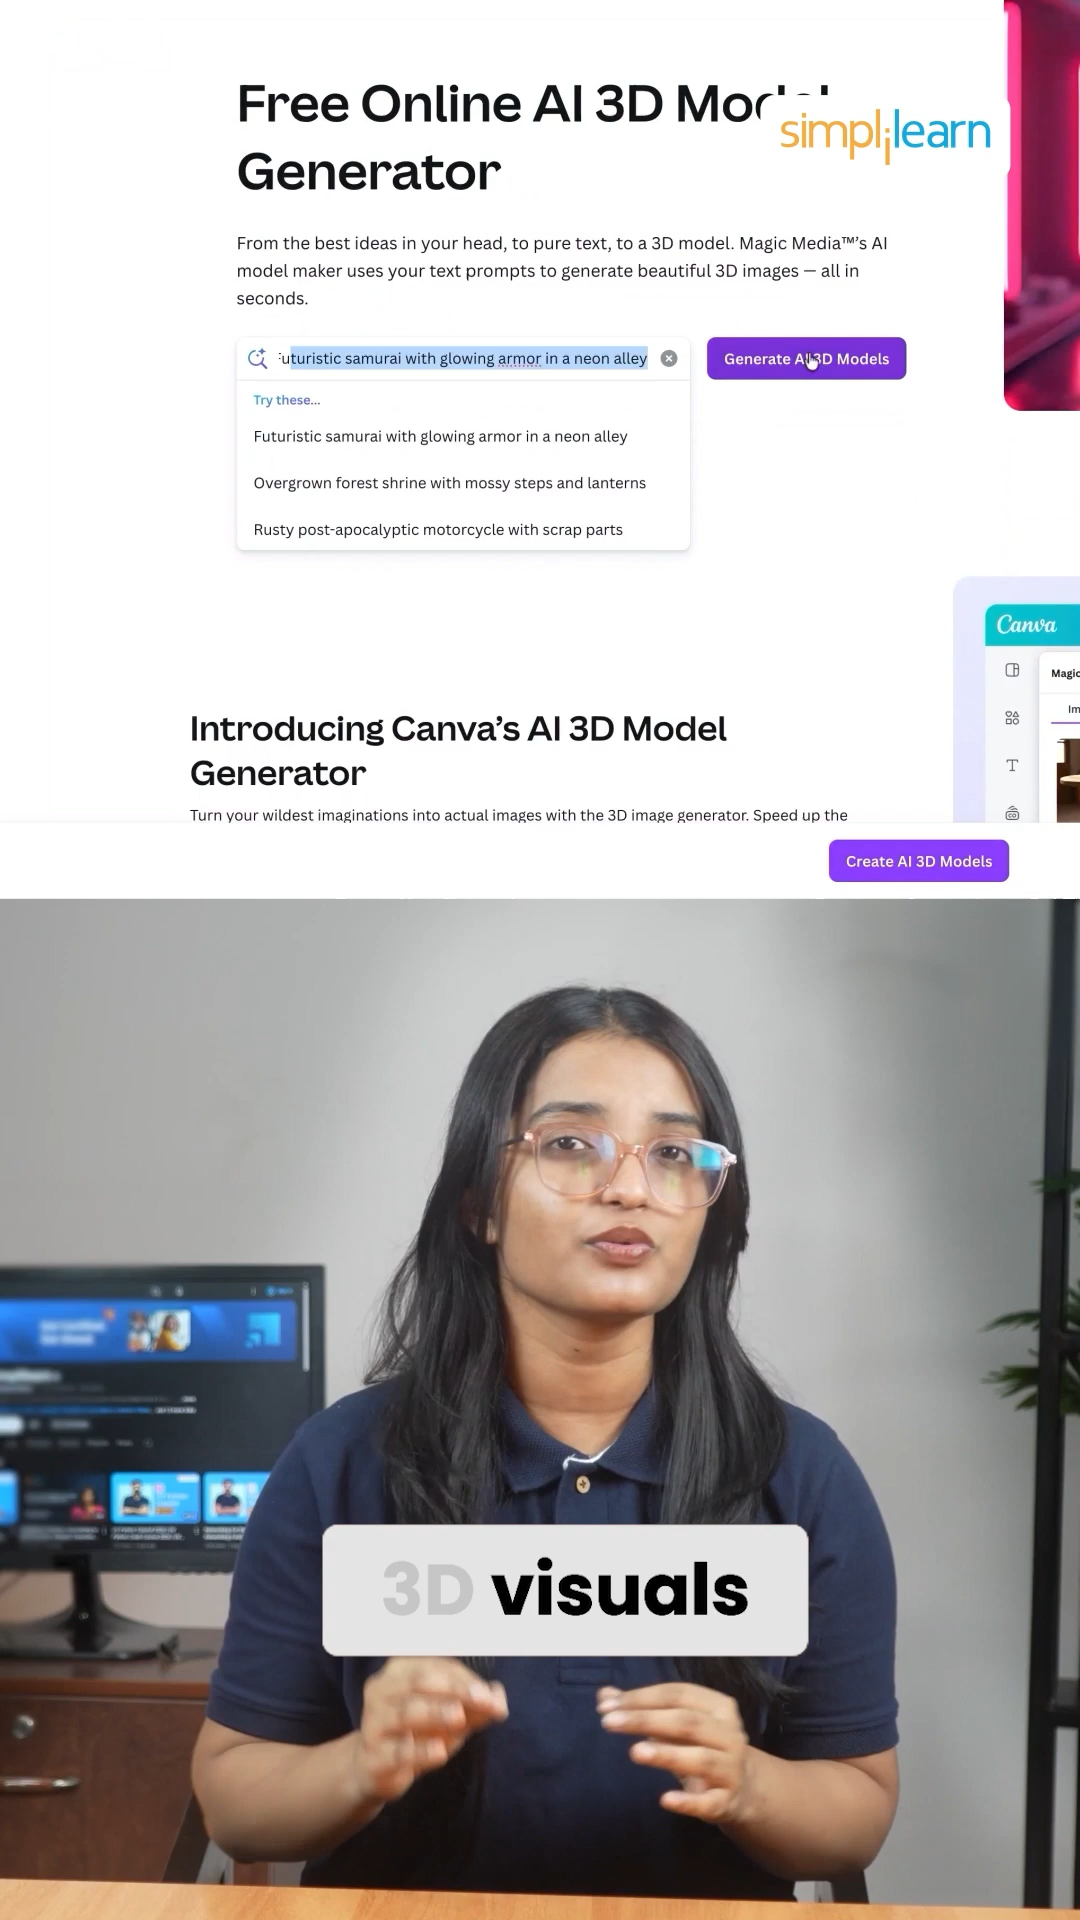 Free Online AI 3D Model
simplilearn
Generator
From the best ideas in your head, to pure text, to a 3D model. Magic Media™'s AI
model maker uses your text prompts to generate beautiful 3D images — all in
seconds.
Futuristic samurai with glowing armor in a neon alley
Generate AI 3D Models
Try these...
Futuristic samurai with glowing armor in a neon alley
Overgrown forest shrine with mossy steps and lanterns
Rusty post-apocalyptic motorcycle with scrap parts
Canva
Magic
Im
T
Introducing Canva's AI 3D Model
Generator
Turn your wildest imaginations into actual images with the 3D image generator. Speed up the
Create AI 3D Models
3D visuals